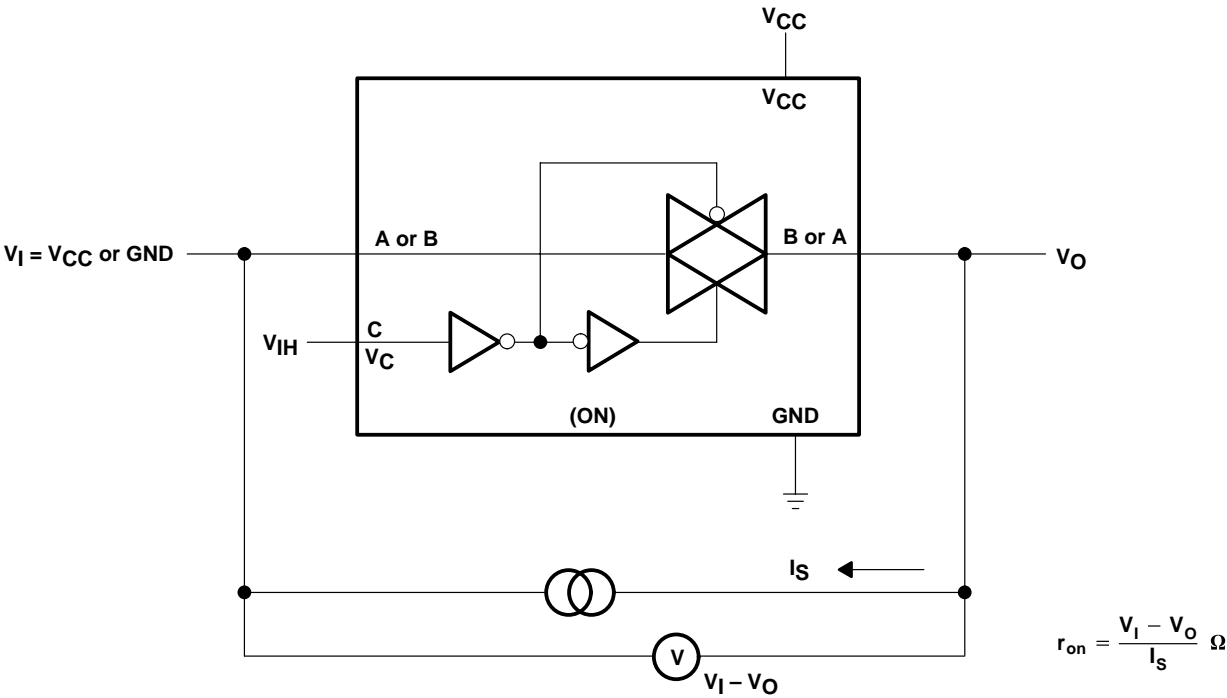 VCC
VCC
A or B
B or A
VI = VCC or GND
VO
C
VIH
VC
(ON)
GND
IS
V
VI – VO
ron = VI – VO / IS Ω